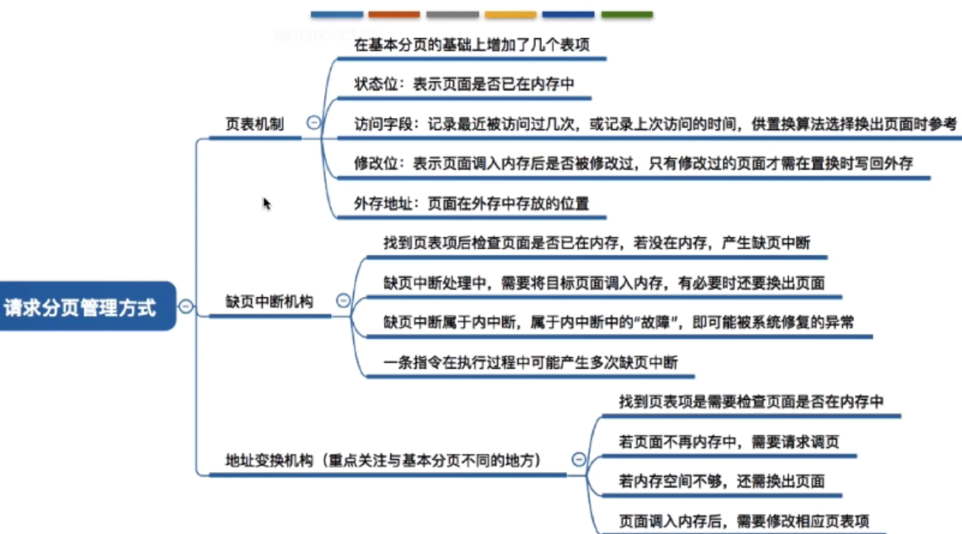 在基本分页的基础上增加了几个表项
状态位：表示页面是否已在内存中
页表机制
访问字段：记录最近被访问过几次，或记录上次访问的时间，供置换算法选择换出页面时参考
修改位：表示页面调入内存后是否被修改过，只有修改过的页面才需在置换时写回外存
外存地址：页面在外存中存放的位置
找到页表项后检查页面是否已在内存，若没在内存，产生缺页中断
缺页中断处理中，需要将目标页面调入内存，有必要时还要换出页面
请求分页管理方式
缺页中断机构
缺页中断属于内中断，属于内中断中的“故障”，即可能被系统修复的异常
一条指令在执行过程中可能产生多次缺页中断
找到页表项是需要检查页面是否在内存中
若页面不再内存中，需要请求调页
地址变换机构（重点关注与基本分页不同的地方）
若内存空间不够，还需换出页面
页面调入内存后，需要修改相应页表项